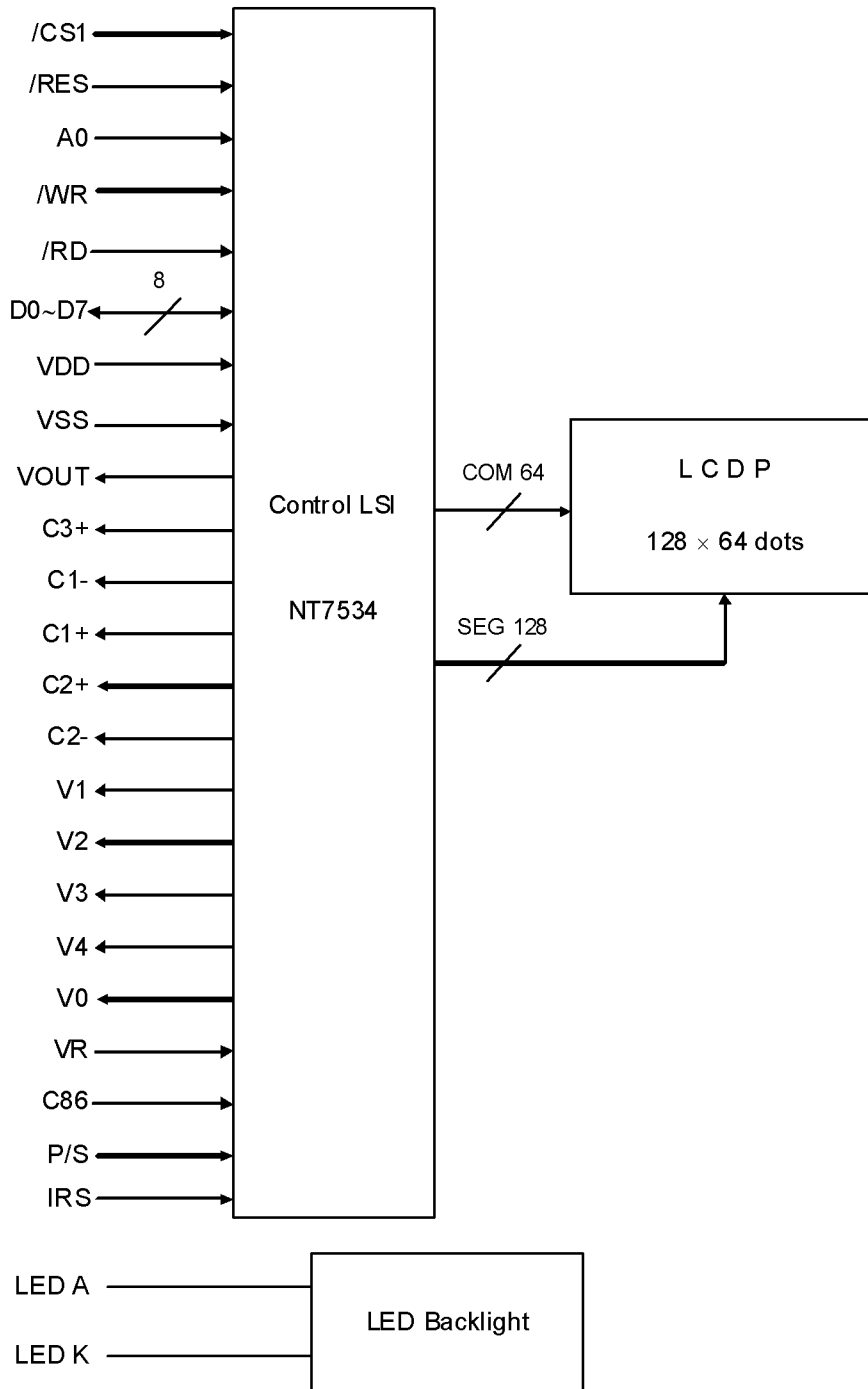 /CS1
/RES
A0
/WR
/RD
8
D0~D7
VDD
VSS
VOUT
C3+
C1-
C1+
C2+
C2-
V1
V2
V3
V4
V0
VR
C86
P/S
IRS
Control LSI
NT7534
COM 64
SEG 128
L C D P
128 × 64 dots
LED A
LED K
LED Backlight